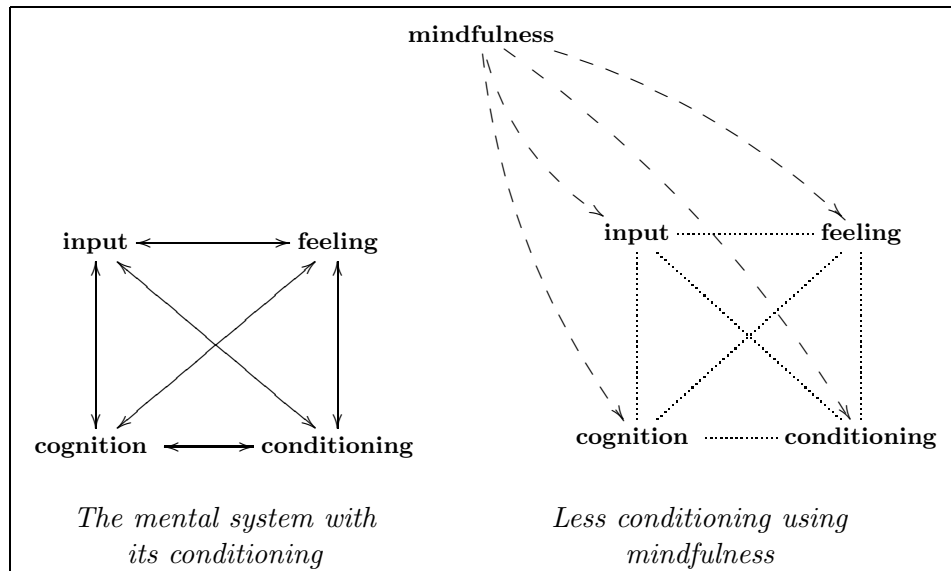 mindfulness
input feeling
input feeling
cognition conditioning
cognition conditioning
The mental system with
its conditioning
Less conditioning using
mindfulness